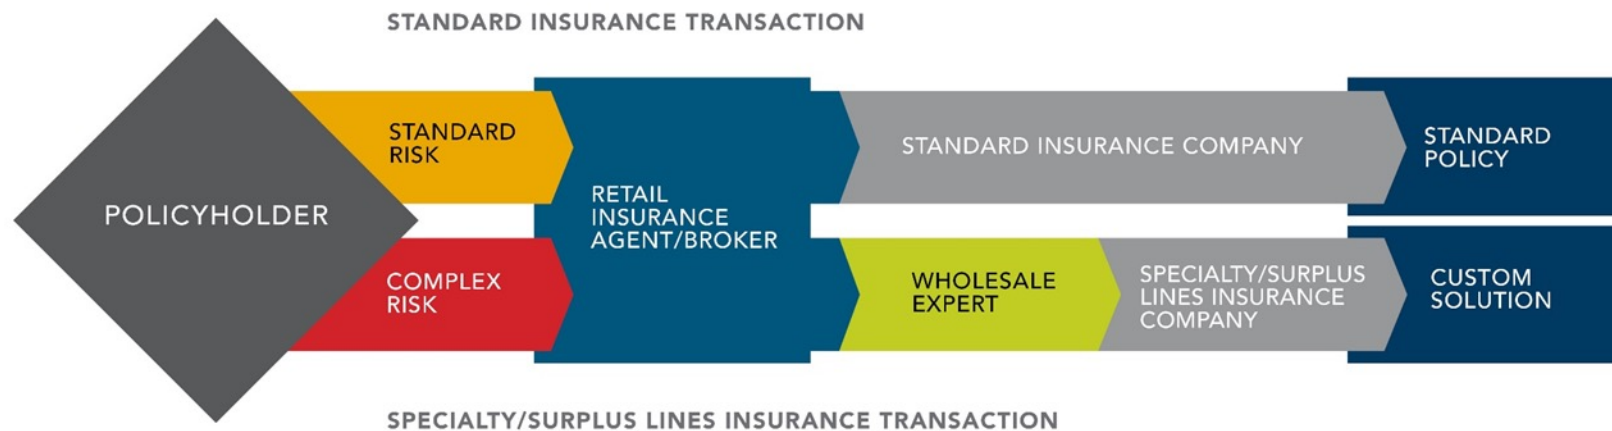 STANDARD INSURANCE TRANSACTION
POLICYHOLDER
STANDARD
RISK
RETAIL
INSURANCE
AGENT/BROKER
STANDARD INSURANCE COMPANY
STANDARD
POLICY
COMPLEX
RISK
WHOLESALE
EXPERT
SPECIALTY/SURPLUS
LINES INSURANCE
COMPANY
CUSTOM
SOLUTION
SPECIALTY/SURPLUS LINES INSURANCE TRANSACTION